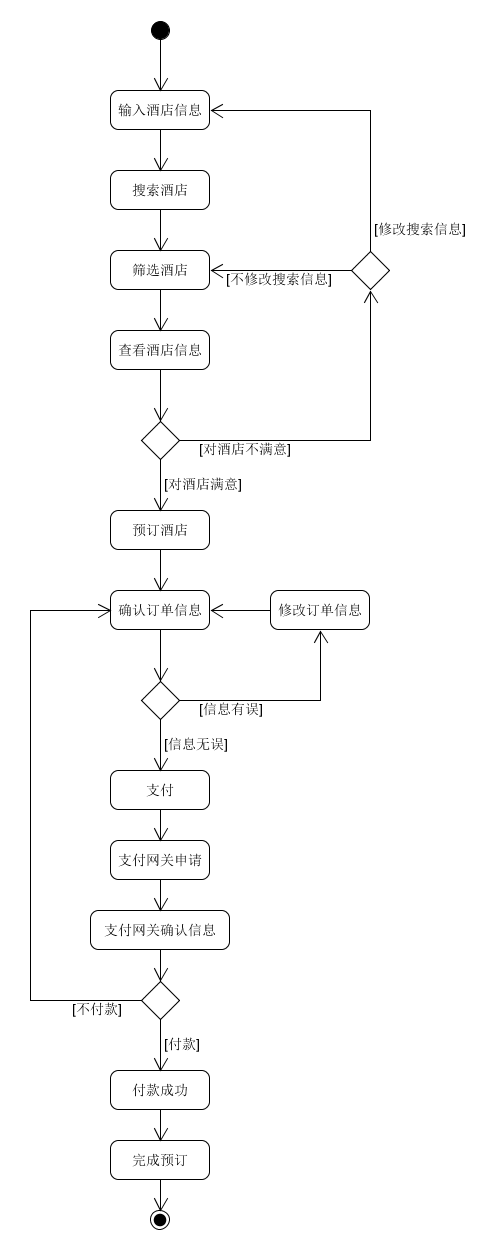 输入酒店信息
搜索酒店
[修改搜索信息]
筛选酒店
[不修改搜索信息]
查看酒店信息
[对酒店不满意]
[对酒店满意]
预订酒店
确认订单信息
修改订单信息
[信息有误]
[信息无误]
支付
支付网关申请
支付网关确认信息
[不付款]
[付款]
付款成功
完成预订